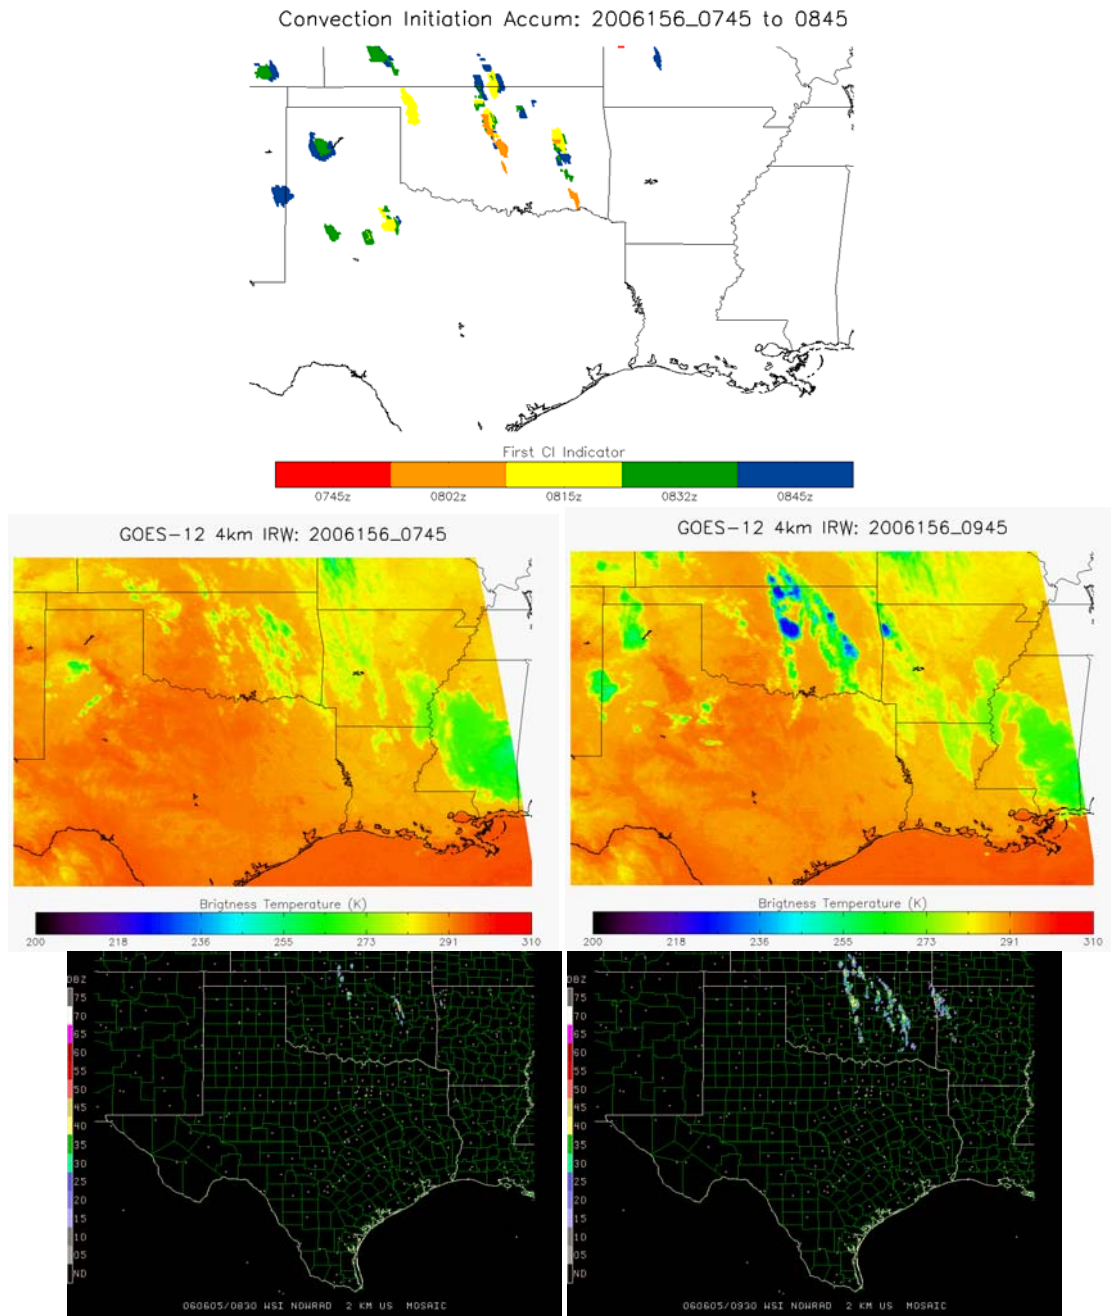 Convection Initiation Accum: 2006156_0745 to 0845
First CI Indicator
0745z 0802z 0815z 0832z 0845z
GOES-12 4km IRW: 2006156_0745
GOES-12 4km IRW: 2006156_0945
Brigtness Temperature (K)
200 218 236 255 273 291 310
Brigtness Temperature (K)
200 218 236 255 273 291 310
DBZ
75
70
65
60
55
50
45
40
35
30
25
20
15
10
05
ND
060605/0830 WSI NOWRAD 2 KM US MOSAIC
DBZ
75
70
65
60
55
50
45
40
35
30
25
20
15
10
05
ND
060605/0930 WSI NOWRAD 2 KM US MOSAIC